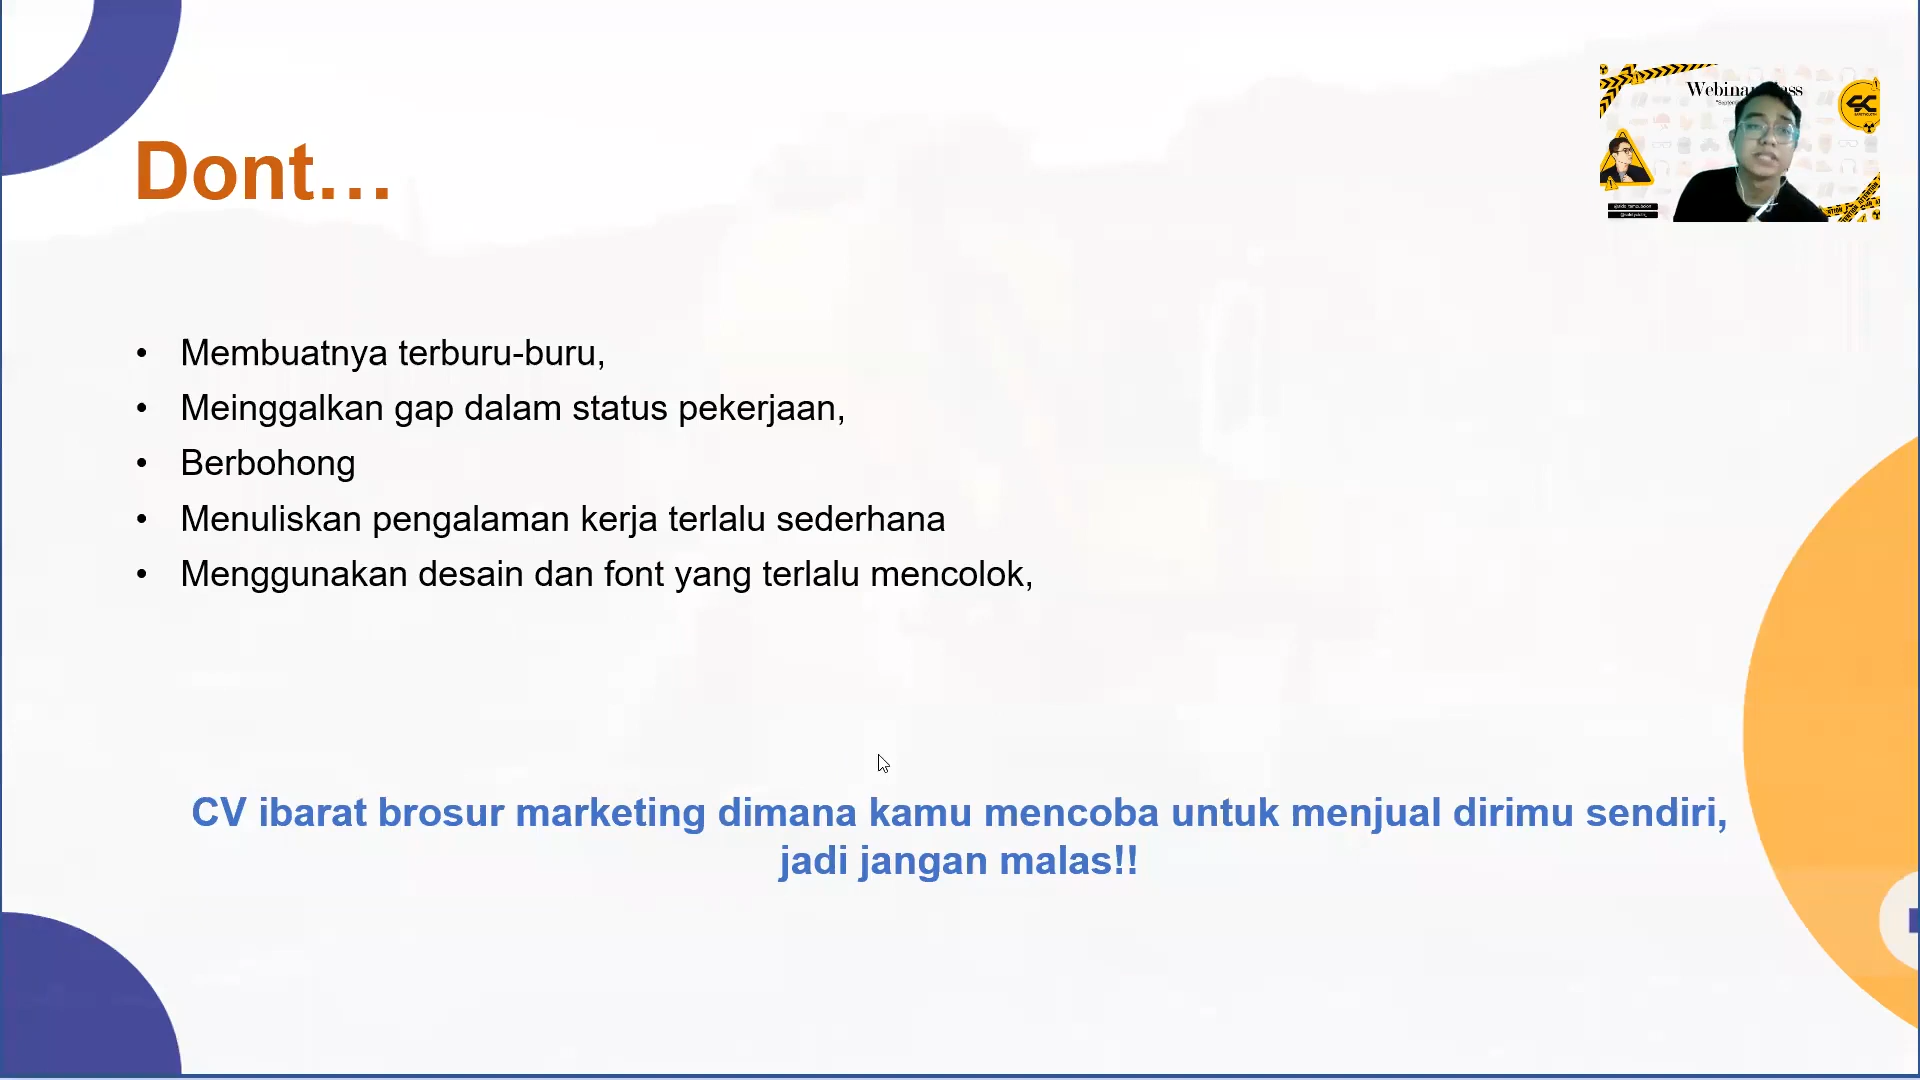 Dont...
• Membuatnya terburu-buru,
• Meinggalkan gap dalam status pekerjaan,
• Berbohong
• Menuliskan pengalaman kerja terlalu sederhana
• Menggunakan desain dan font yang terlalu mencolok,
CV ibarat brosur marketing dimana kamu mencoba untuk menjual dirimu sendiri,
jadi jangan malas!!